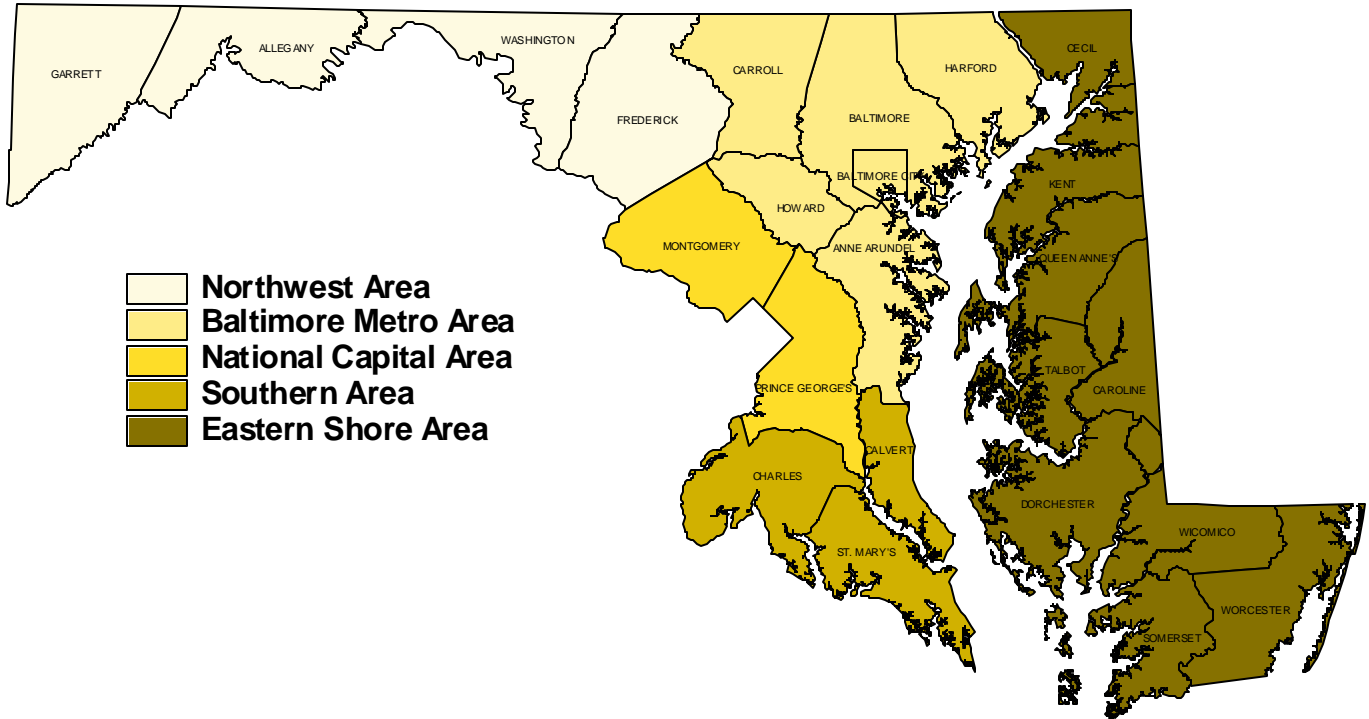 WASHINGTON
ALLEGANY
CECIL
GARRETT
CARROLL
HARFORD
FREDERICK
BALTIMORE
BALTIMORE CITY
KENT
HOWARD
MONTGOMERY
ANNE ARUNDEL
QUEEN ANNE'S
Northwest Area
Baltimore Metro Area
National Capital Area
Southern Area
Eastern Shore Area
TALBOT
PRINCE GEORGE'S
CAROLINE
CALVERT
CHARLES
DORCHESTER
WICOMICO
ST. MARY'S
WORCESTER
SOMERSET